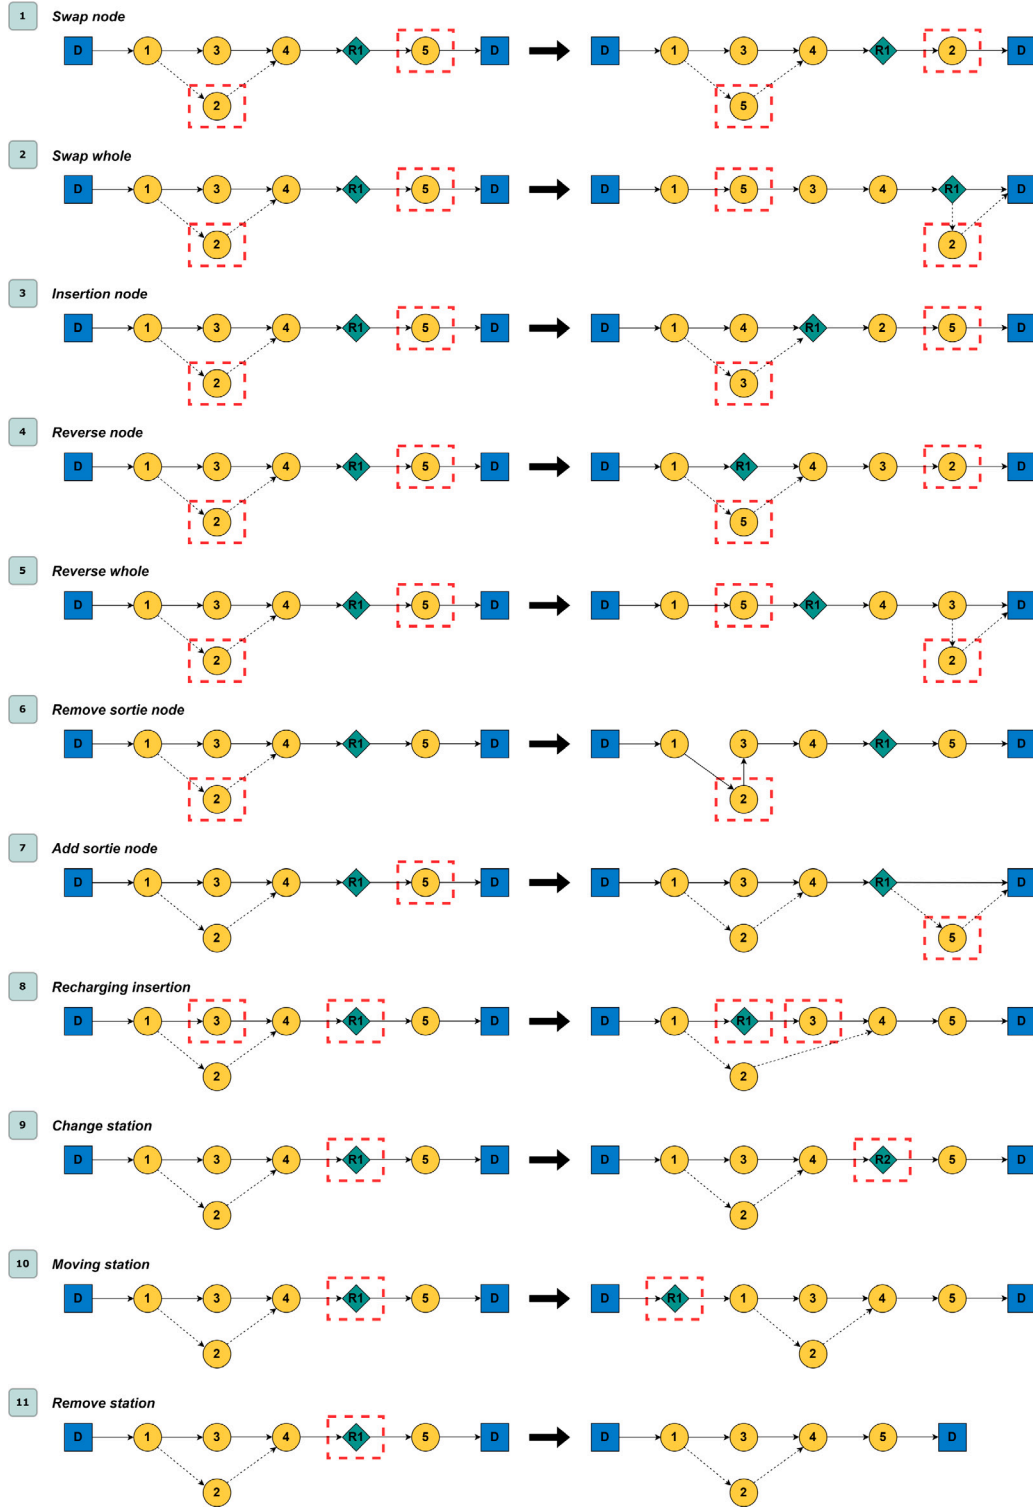 1 Swap node
D 1 3 4 R1 5 D D 1 3 4 R1 2 D
2 5
2 Swap whole
D 1 3 4 R1 5 D D 1 5 3 4 R1 D
2 2
3 Insertion node
D 1 3 4 R1 5 D D 1 4 R1 2 5 D
2 3
4 Reverse node
D 1 3 4 R1 5 D D 1 R1 4 3 2 D
2 5
5 Reverse whole
D 1 3 4 R1 5 D D 1 5 R1 4 3 D
2 2
6 Remove sortie node
D 1 3 4 R1 5 D D 1 3 4 R1 5 D
2 2
7 Add sortie node
D 1 3 4 R1 5 D D 1 3 4 R1 D
2 2 5
8 Recharging insertion
D 1 3 4 R1 5 D D 1 R1 3 4 5 D
2 2
9 Change station
D 1 3 4 R1 5 D D 1 3 4 R2 5 D
2 2
10 Moving station
D 1 3 4 R1 5 D D R1 1 3 4 5 D
2 2
11 Remove station
D 1 3 4 R1 5 D D 1 3 4 5 D
2 2